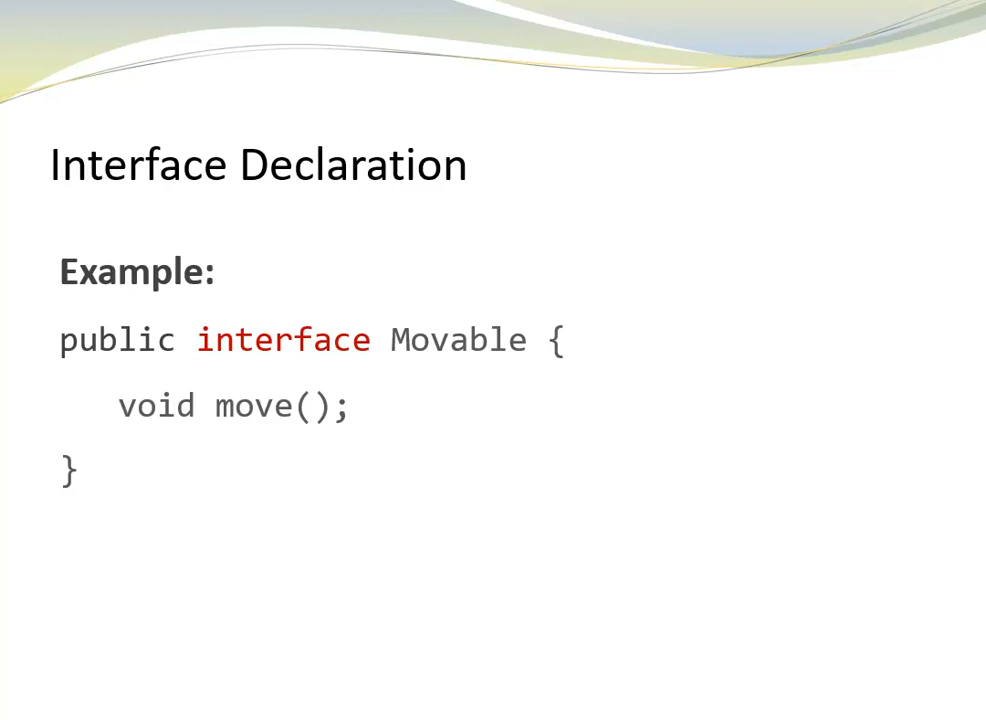 Interface Declaration
Example:
public interface Movable {
void move();
}